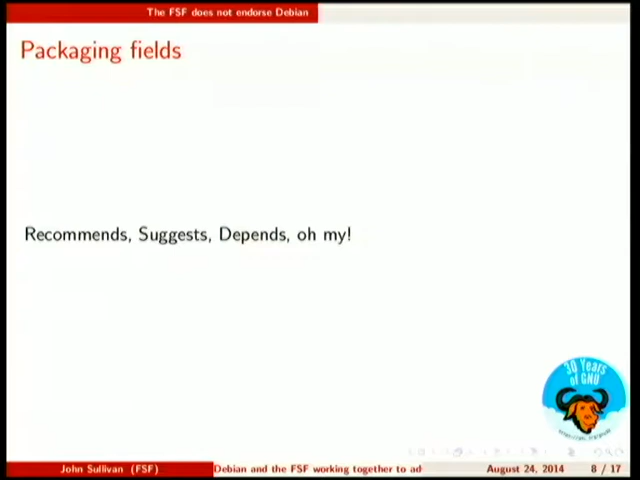 The FSF does not endorse Debian
Packaging fields
Recommends, Suggests, Depends, oh my!
30 Years
of GNU
John Sullivan (FSF)
Debian and the FSF working together to ad
August 24, 2014
8 / 17